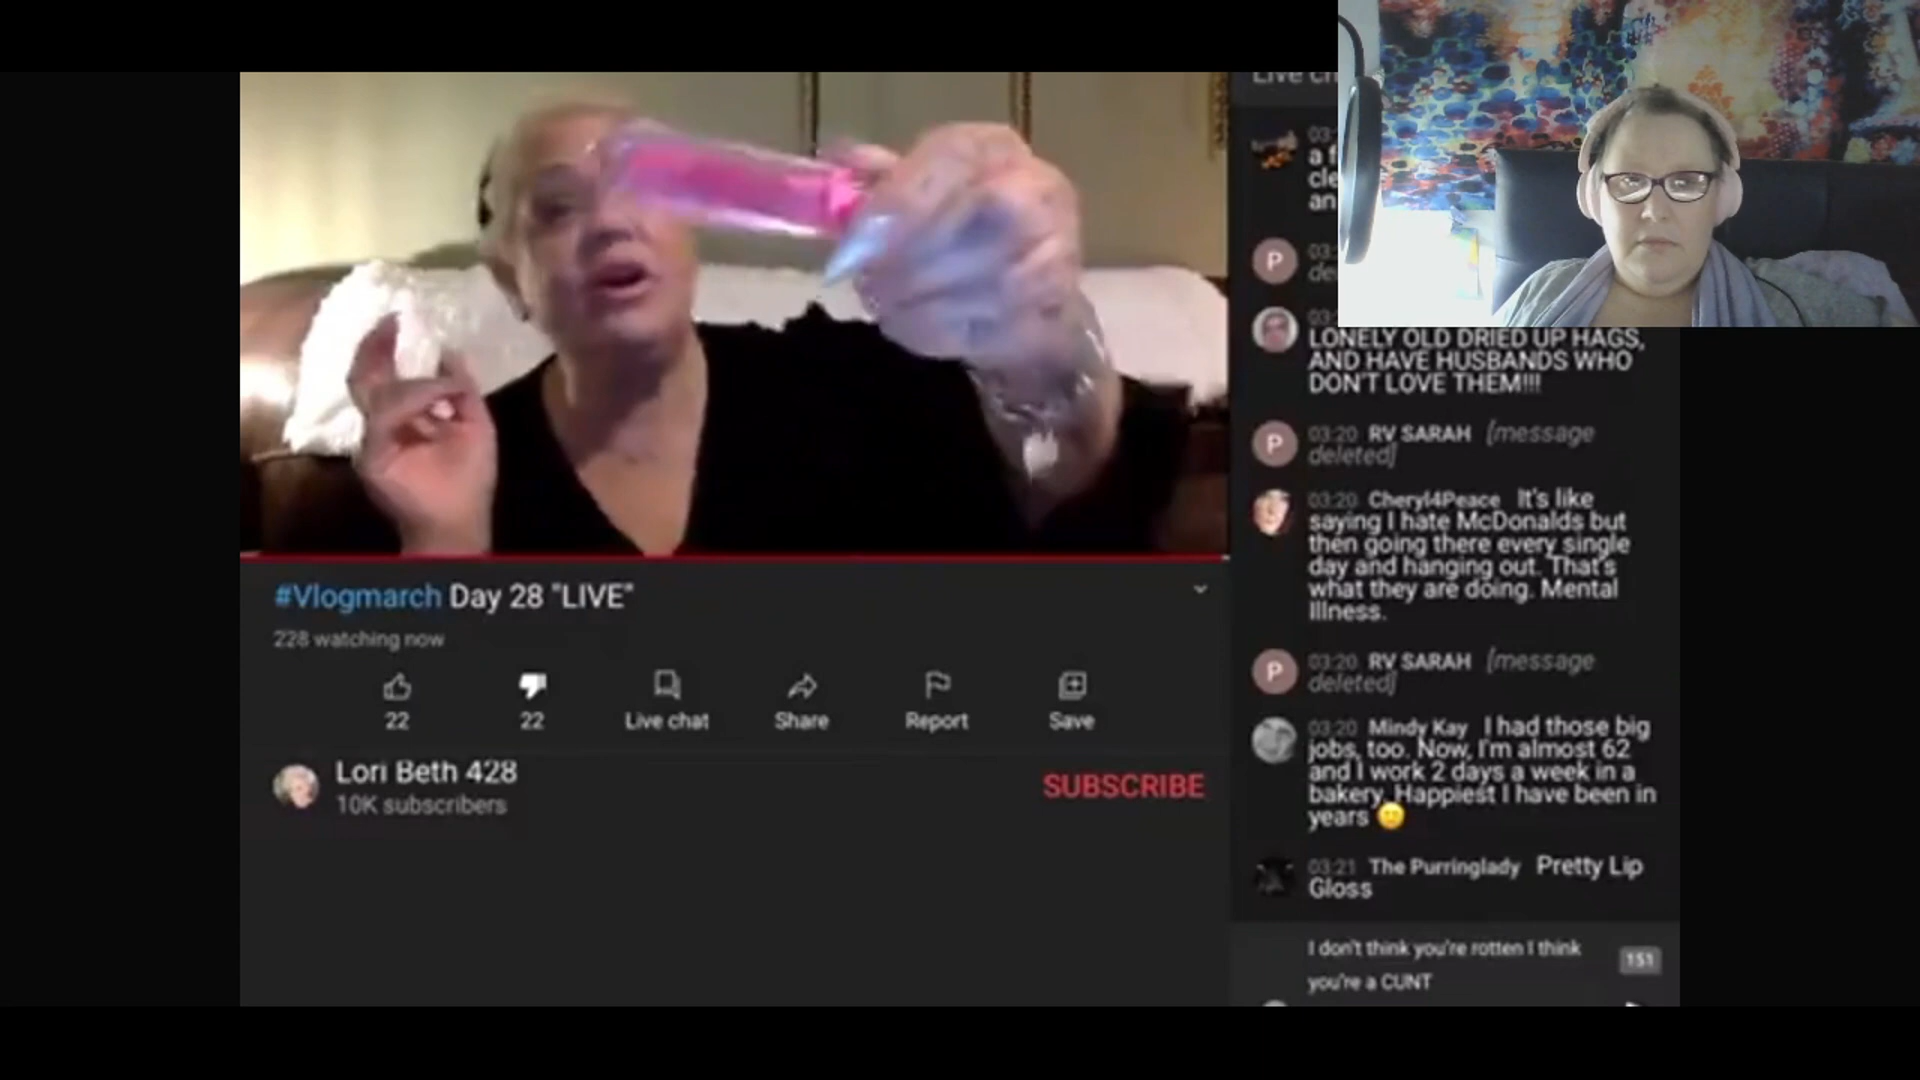 #Vlogmarch Day 28 "LIVE"
228 watching now
22
22
Live chat
Share
Report
Save
Lori Beth 428
10K subscribers
SUBSCRIBE
LONELY OLD DRIED UP HAGS,
AND HAVE HUSBANDS WHO
DON'T LOVE THEM!!!
P
03:20 RV SARAH [message
deleted]
03:20 Cheryl4Peace It's like
saying I hate McDonalds but
then going there every single
day and hanging out. That's
what they are doing. Mental
Illness.
P
03:20 RV SARAH [message
deleted]
03:20 Mindy Kay I had those big
jobs, too. Now, I'm almost 62
and I work 2 days a week in a
bakery. Happiest I have been in
years 🙂
03:21 The Purringlady Pretty Lip
Gloss
I don't think you're rotten I think
you're a CUNT
151